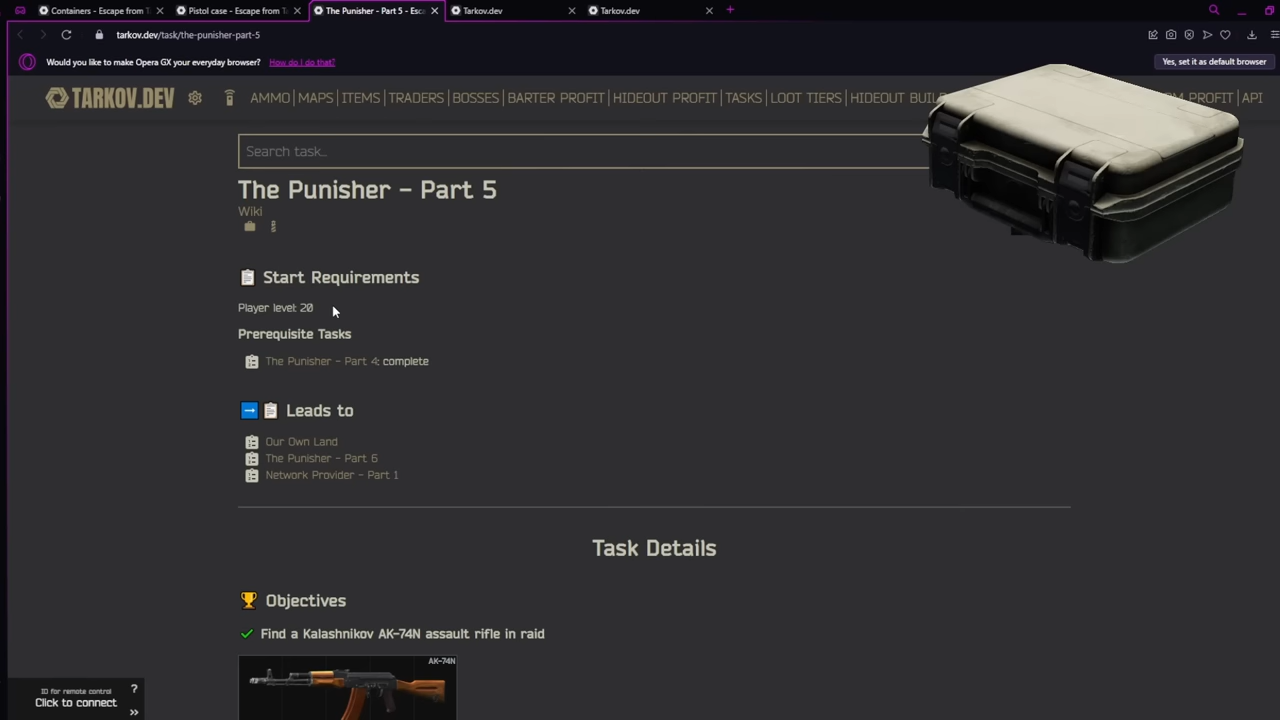 Containers - Escape from T
Pistol case - Escape from T
The Punisher - Part 5 - Esc
Tarkov.dev
Tarkov.dev
tarkov.dev/task/the-punisher-part-5
Would you like to make Opera GX your everyday browser? How do I do that?
Yes, set it as default browser
TARKOV.DEV
AMMO | MAPS | ITEMS | TRADERS | BOSSES | BARTER PROFIT | HIDEOUT PROFIT | TASKS | LOOT TIERS | HIDEOUT BUIL
PROFIT | API
Search task...
The Punisher - Part 5
Wiki
Start Requirements
Player level: 20
Prerequisite Tasks
The Punisher - Part 4: complete
Leads to
Our Own Land
The Punisher - Part 6
Network Provider - Part 1
Task Details
Objectives
Find a Kalashnikov AK-74N assault rifle in raid
AK-74N
ID for remote control
Click to connect
?
»